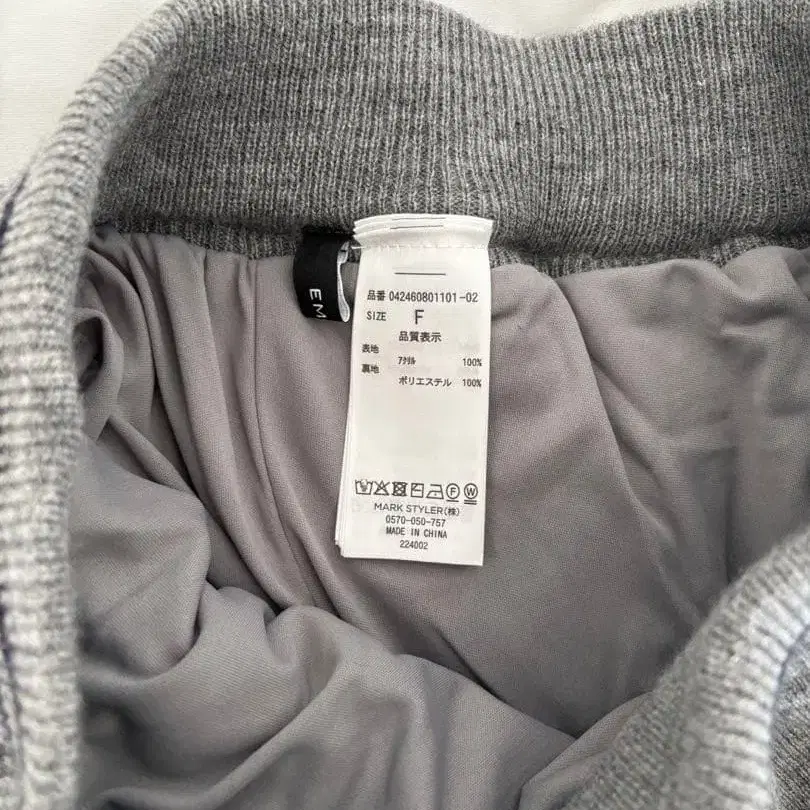 EM
品番 042460801101-02
SIZE F
品質表示
表地 アクリル 100%
裏地 ポリエステル 100%
MARK STYLER(株)
0570-050-757
MADE IN CHINA
224002